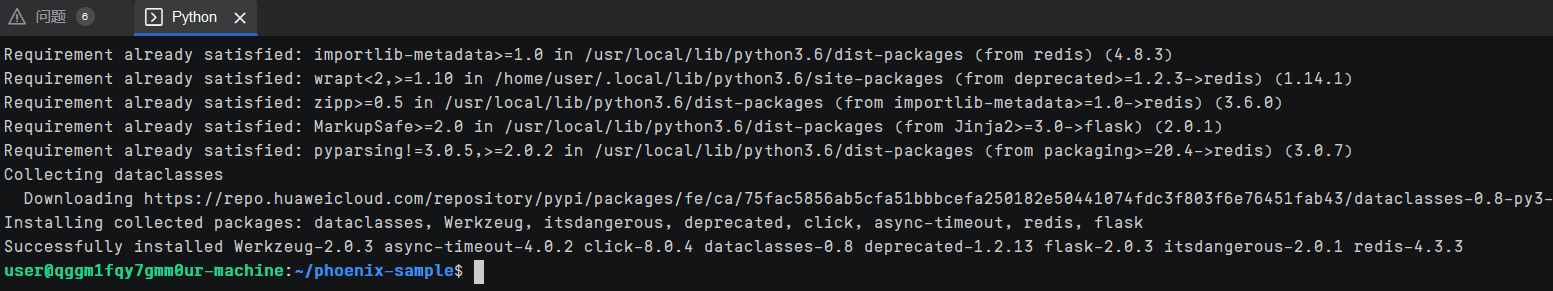 问题 6 Python
Requirement already satisfied: importlib-metadata>=1.0 in /usr/local/lib/python3.6/dist-packages (from redis) (4.8.3)
Requirement already satisfied: wrapt<2,>=1.10 in /home/user/.local/lib/python3.6/site-packages (from deprecated>=1.2.3->redis) (1.14.1)
Requirement already satisfied: zipp>=0.5 in /usr/local/lib/python3.6/dist-packages (from importlib-metadata>=1.0->redis) (3.6.0)
Requirement already satisfied: MarkupSafe>=2.0 in /usr/local/lib/python3.6/dist-packages (from Jinja2>=3.0->flask) (2.0.1)
Requirement already satisfied: pyparsing!=3.0.5,>=2.0.2 in /usr/local/lib/python3.6/dist-packages (from packaging>=20.4->redis) (3.0.7)
Collecting dataclasses
  Downloading https://repo.huaweicloud.com/repository/pypi/packages/fe/ca/75fac5856ab5cfa51bbbcefa250182e50441074fdc3f803f6e76451fab43/dataclasses-0.8-py3-
Installing collected packages: dataclasses, Werkzeug, itsdangerous, deprecated, click, async-timeout, redis, flask
Successfully installed Werkzeug-2.0.3 async-timeout-4.0.2 click-8.0.4 dataclasses-0.8 deprecated-1.2.13 flask-2.0.3 itsdangerous-2.0.1 redis-4.3.3
user@qggm1fqy7gmm0ur-machine:~/phoenix-sample$